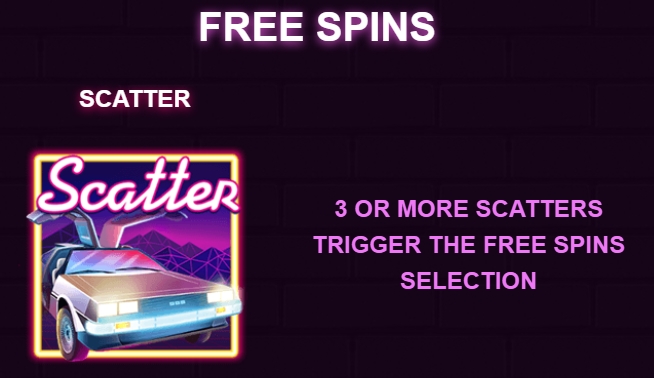 FREE SPINS
SCATTER
Scatter
3 OR MORE SCATTERS
TRIGGER THE FREE SPINS
SELECTION